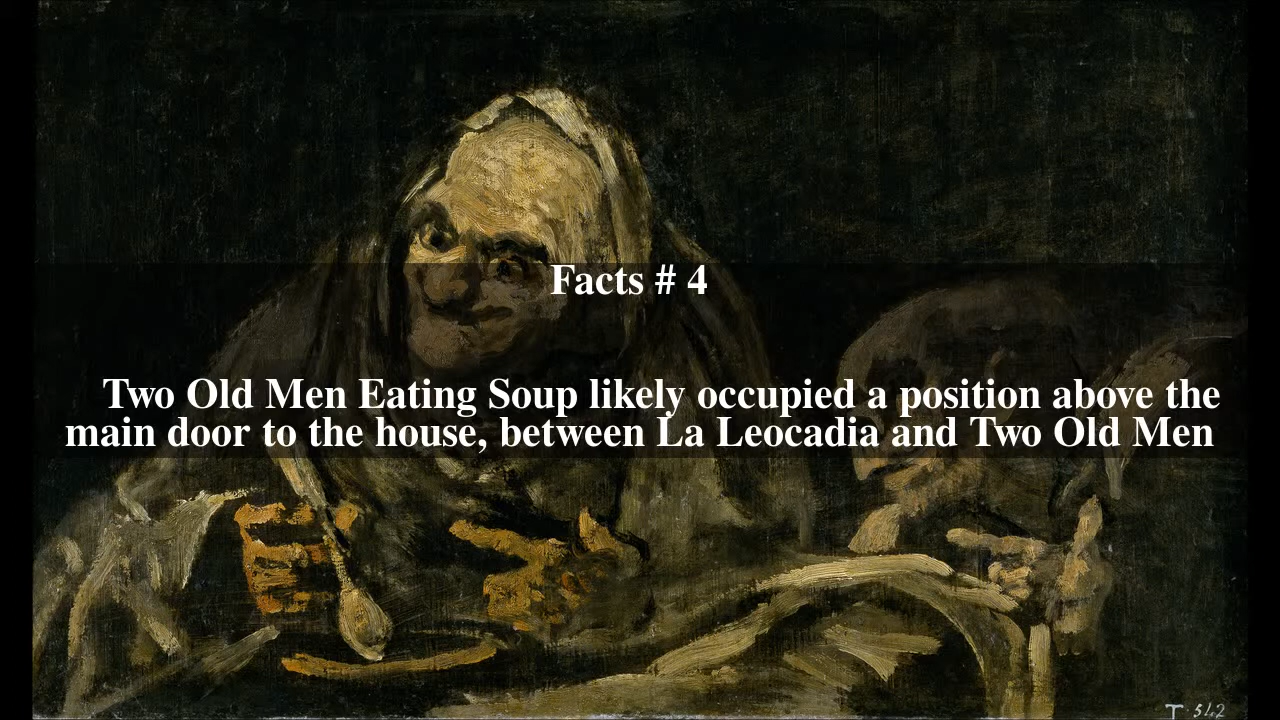 Facts # 4
Two Old Men Eating Soup likely occupied a position above the
main door to the house, between La Leocadia and Two Old Men
T. 542